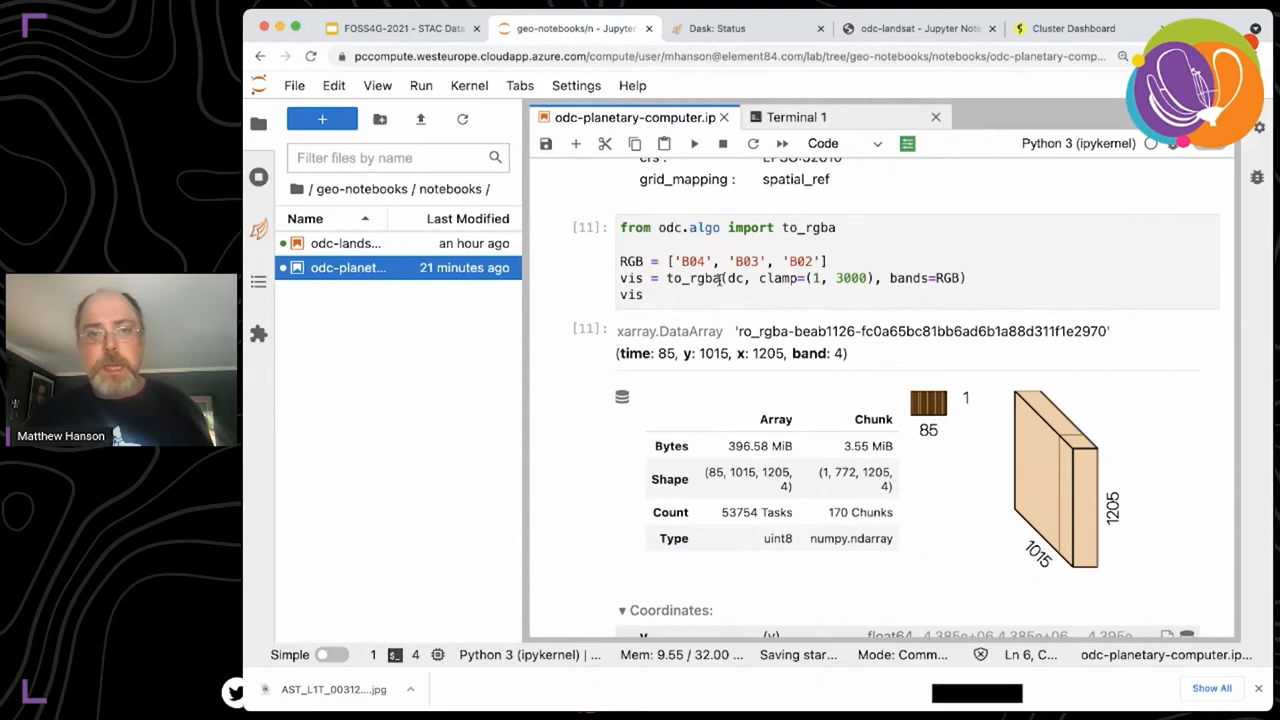 FOSS4G-2021 - STAC Data
geo-notebooks/n - Jupyter
Dask: Status
odc-landsat - Jupyter Note
Cluster Dashboard
pccompute.westeurope.cloudapp.azure.com/compute/user/mhanson@element84.com/lab/tree/geo-notebooks/notebooks/odc-planetary-comp...
File Edit View Run Kernel Tabs Settings Help
odc-planetary-computer.ip
Terminal 1
Filter files by name
Code
Python 3 (ipykernel)
/ geo-notebooks / notebooks /
Name
Last Modified
odc-lands...
an hour ago
odc-planet...
21 minutes ago
grid_mapping : spatial_ref
[11]:
from odc.algo import to_rgba
RGB = ['B04', 'B03', 'B02']
vis = to_rgba(dc, clamp=(1, 3000), bands=RGB)
vis
[11]:
xarray.DataArray 'ro_rgba-beab1126-fc0a65bc81bb6ad6b1a88d311f1e2970'
(time: 85, y: 1015, x: 1205, band: 4)
Array Chunk
Bytes 396.58 MiB 3.55 MiB
Shape (85, 1015, 1205, 4) (1, 772, 1205, 4)
Count 53754 Tasks 170 Chunks
Type uint8 numpy.ndarray
1
85
1205
1015
▼ Coordinates:
Matthew Hanson
Simple
1
4
Python 3 (ipykernel) | ...
Mem: 9.55 / 32.00 ...
Saving star...
Mode: Comm...
Ln 6, C...
odc-planetary-computer.ip...
AST_L1T_00312....jpg
Show All